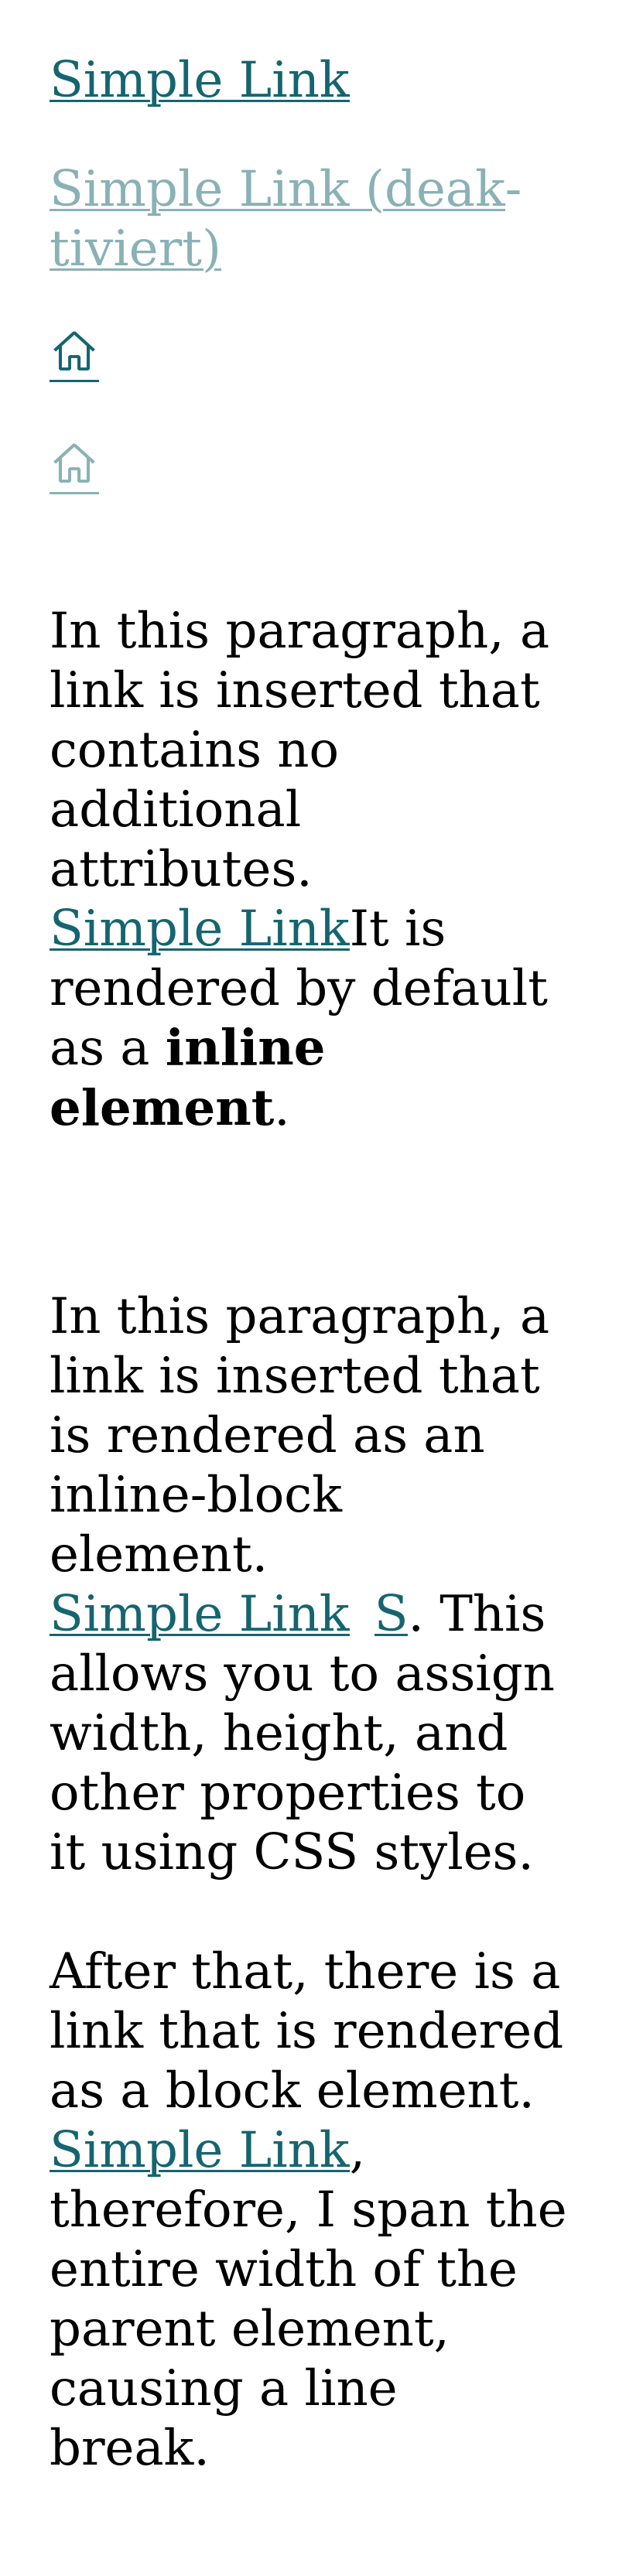 Simple Link
Simple Link (deak-
tiviert)
In this paragraph, a
link is inserted that
contains no
additional
attributes.
Simple LinkIt is
rendered by default
as a inline
element.
In this paragraph, a
link is inserted that
is rendered as an
inline-block
element.
Simple Link S. This
allows you to assign
width, height, and
other properties to
it using CSS styles.
After that, there is a
link that is rendered
as a block element.
Simple Link,
therefore, I span the
entire width of the
parent element,
causing a line
break.